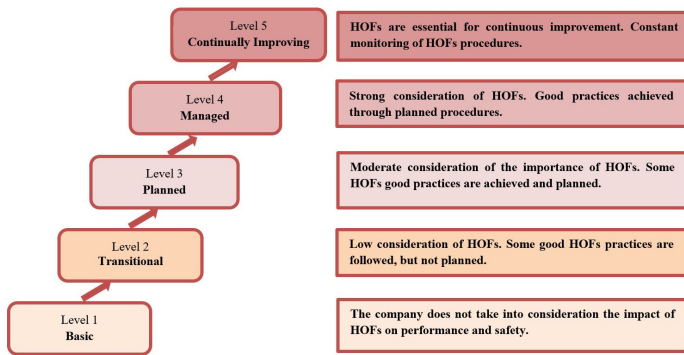 Level 5
Continually Improving
HOFs are essential for continuous improvement. Constant
monitoring of HOFs procedures.
Level 4
Managed
Strong consideration of HOFs. Good practices achieved
through planned procedures.
Level 3
Planned
Moderate consideration of the importance of HOFs. Some
HOFs good practices are achieved and planned.
Level 2
Transitional
Low consideration of HOFs. Some good HOFs practices are
followed, but not planned.
Level 1
Basic
The company does not take into consideration the impact of
HOFs on performance and safety.